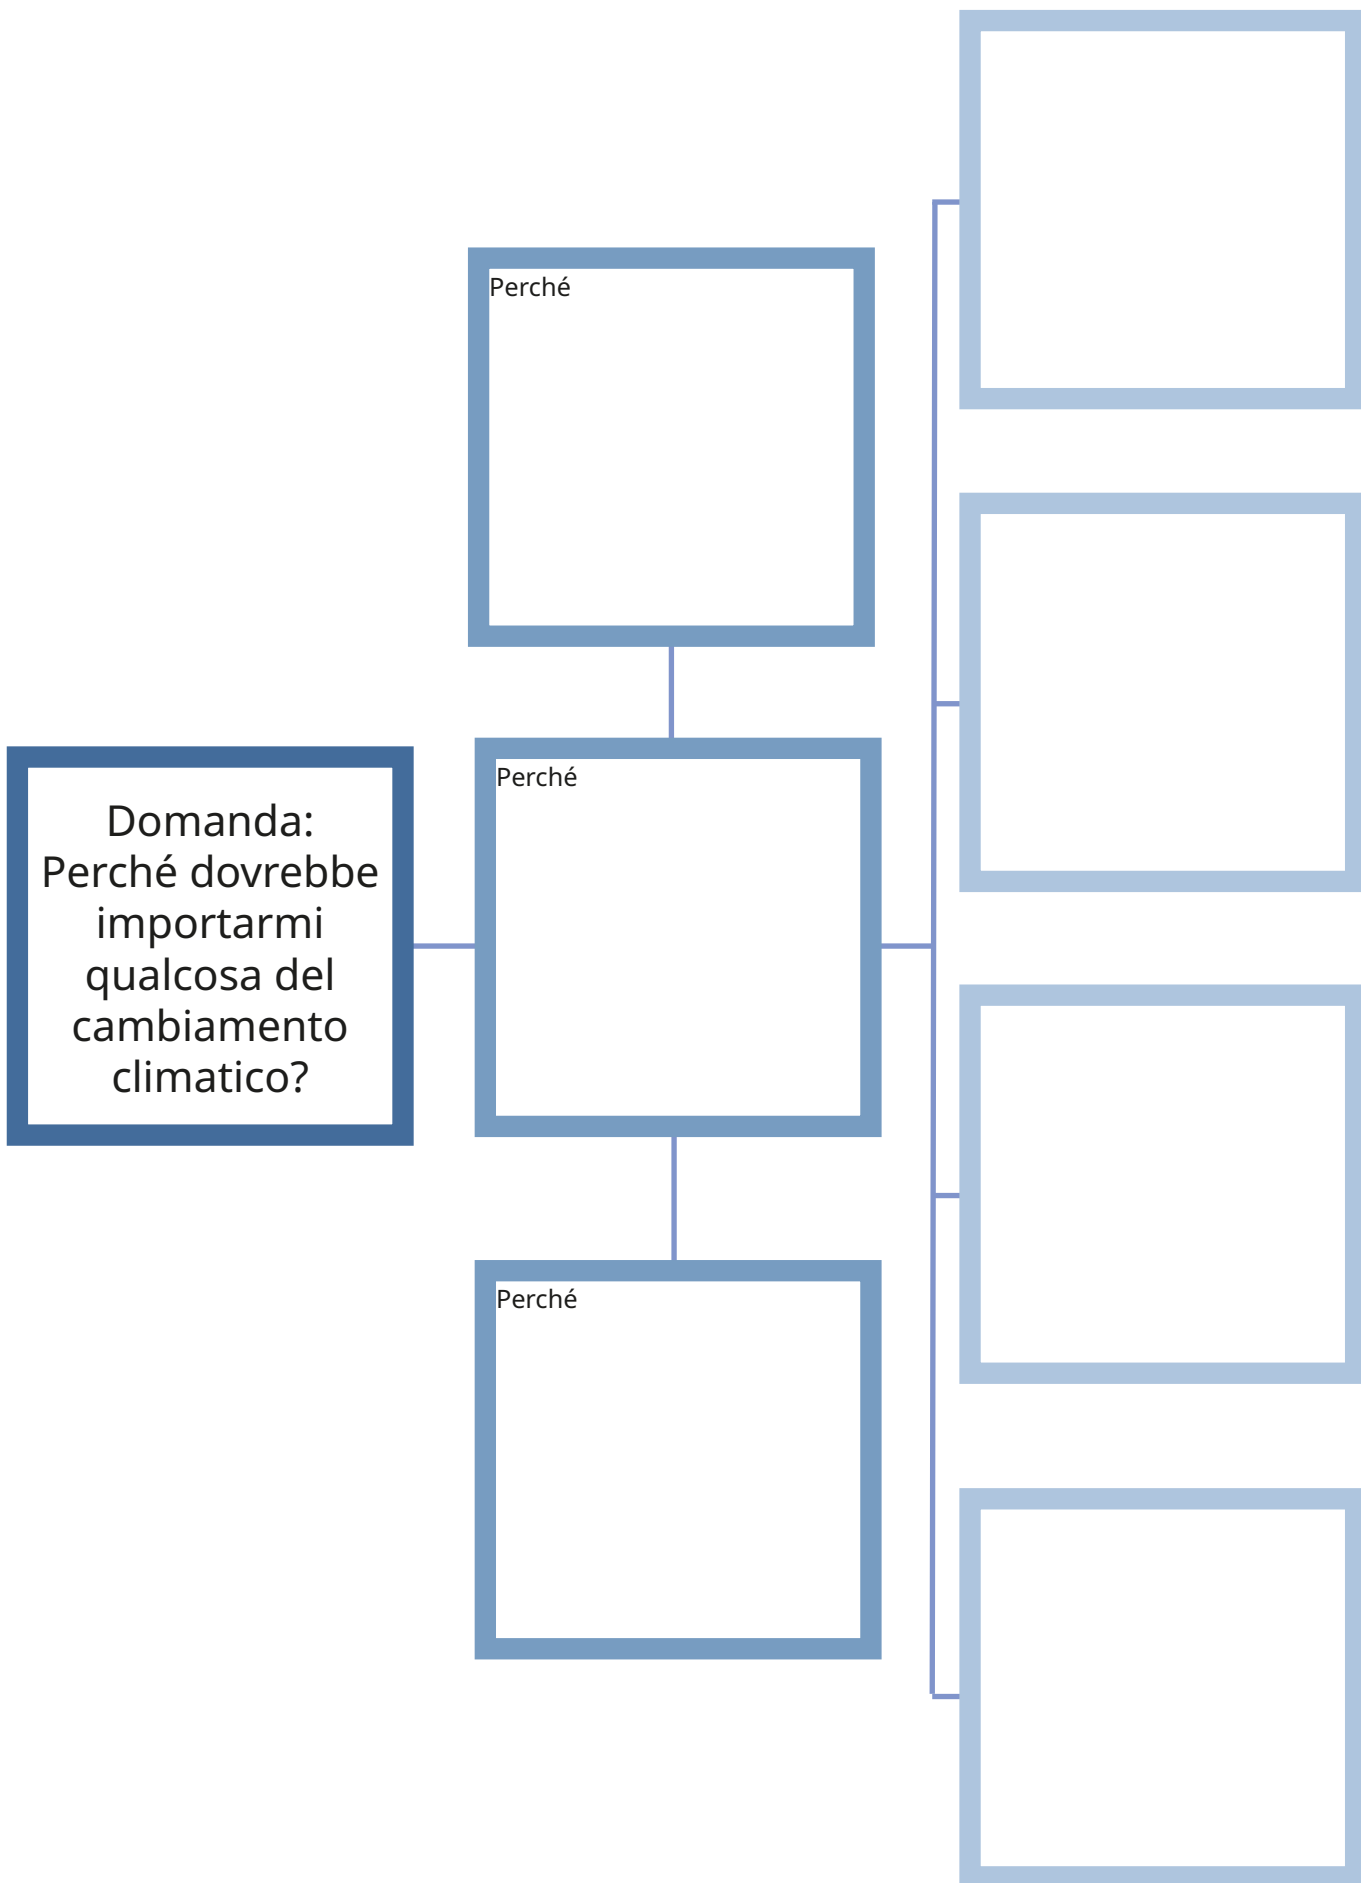 Perché
Domanda:
Perché dovrebbe
importarmi
qualcosa del
cambiamento
climatico?
Perché
Perché